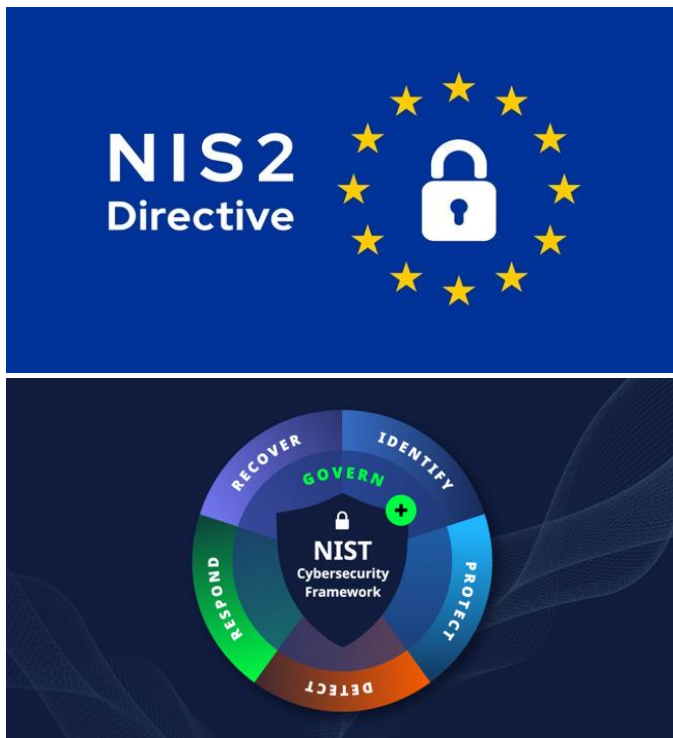 NIS2
Directive
RECOVER
IDENTIFY
GOVERN
+
NIST
Cybersecurity
Framework
RESPOND
PROTECT
DETECT